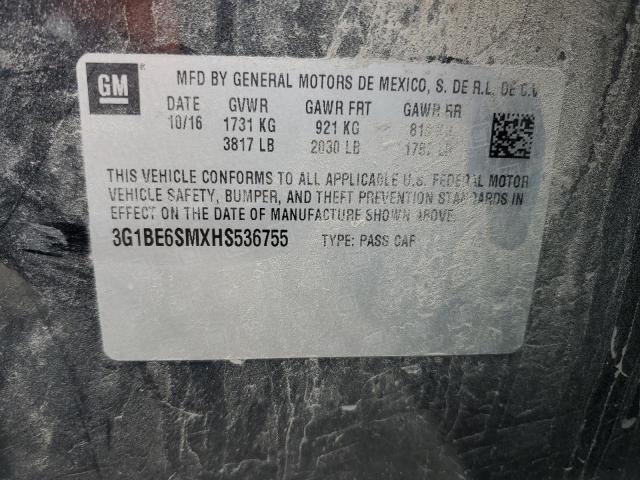 GM
MFD BY GENERAL MOTORS DE MEXICO, S. DE R.L. DE C.V
DATE GVWR GAWR FRT GAWR RR
10/16 1731 KG 921 KG
3817 LB 2030 LB
THIS VEHICLE CONFORMS TO ALL APPLICABLE U.S. FEDERAL MOTOR
VEHICLE SAFETY, BUMPER, AND THEFT PREVENTION STANDARDS IN
EFFECT ON THE DATE OF MANUFACTURE SHOWN ABOVE.
3G1BE6SMXHS536755 TYPE: PASS CAR